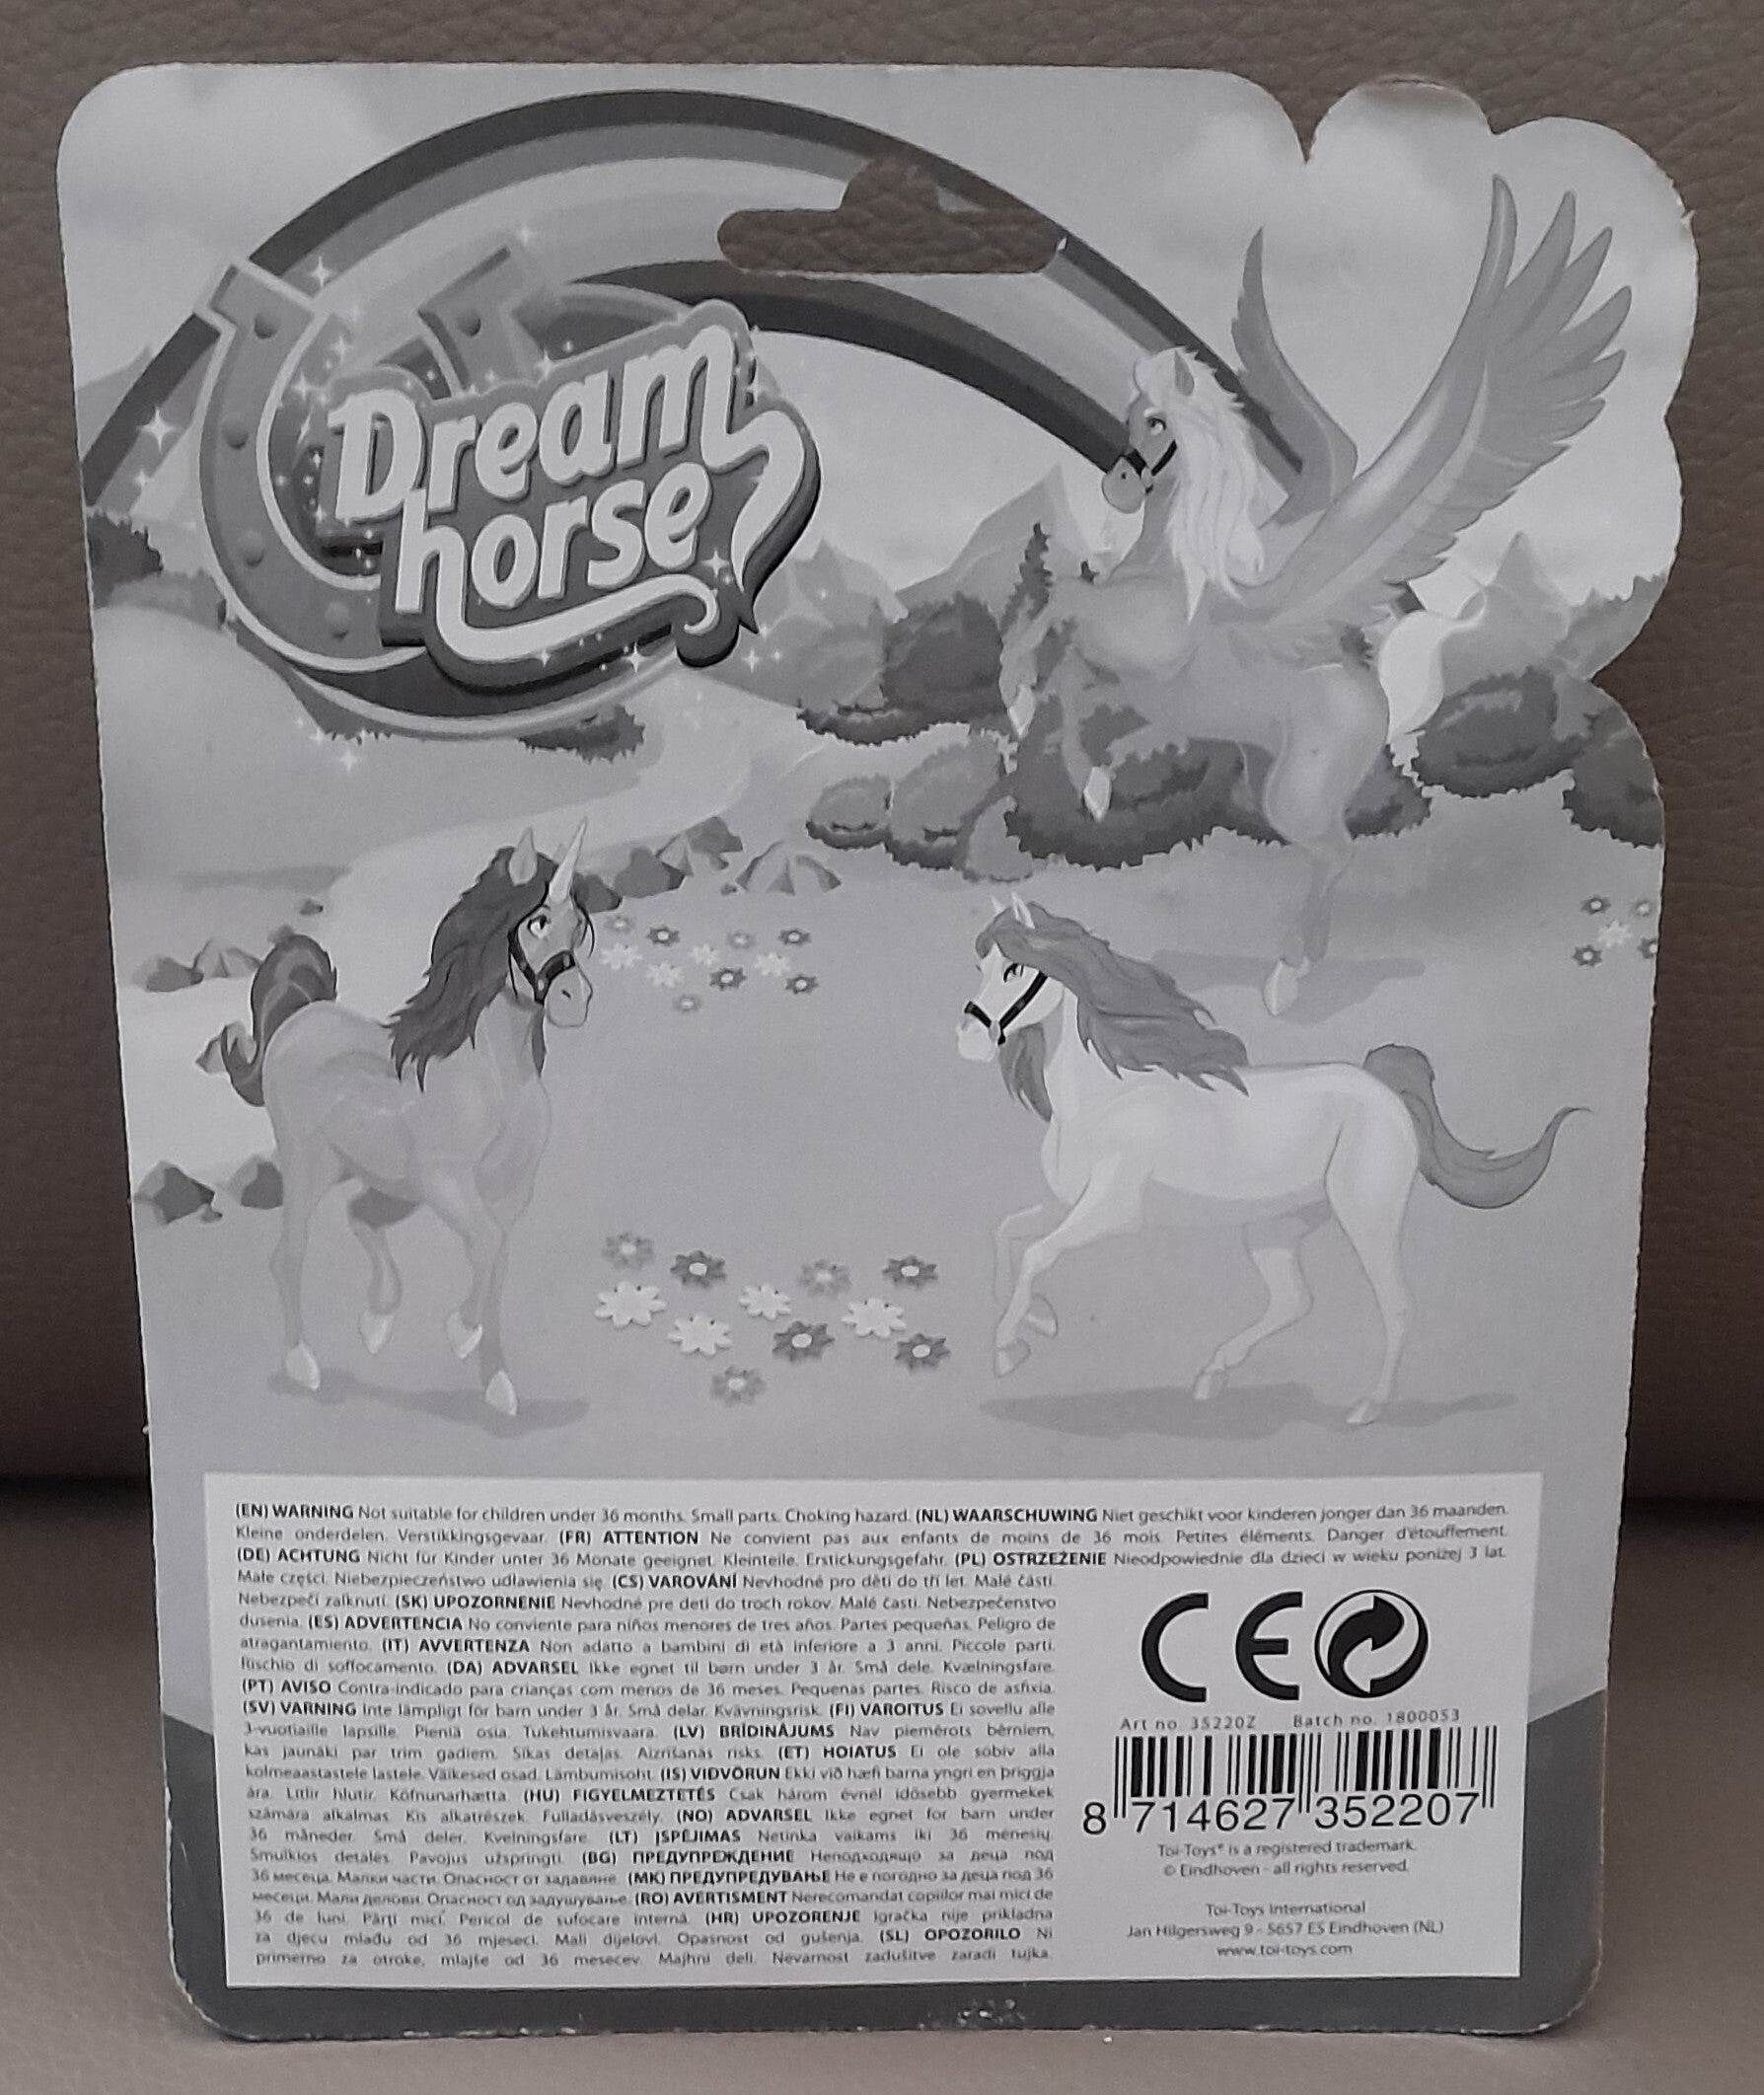 Dream
horse
(EN) WARNING Not suitable for children under 36 months. Small parts. Choking hazard. (NL) WAARSCHUWING Niet geschikt voor kinderen jonger dan 36 maanden.
Kleine onderdelen. Verstikkingsgevaar. (FR) ATTENTION Ne convient pas aux enfants de moins de 36 mois. Petites éléments. Danger d'étouffement.
(DE) ACHTUNG Nicht für Kinder unter 36 Monate geeignet. Kleinteile. Erstickungsgefahr. (PL) OSTRZEŻENIE Nieodpowiednie dla dzieci w wieku poniżej 3 lat.
Małe części. Niebezpieczeństwo udławienia się. (CS) VAROVÁNÍ Nevhodné pro děti do tří let. Malé části.
Nebezpečí zalknutí. (SK) UPOZORNENIE Nevhodné pre deti do troch rokov. Malé časti. Nebezpečenstvo
dusenia. (ES) ADVERTENCIA No conviente para niños menores de tres años. Partes pequeñas. Peligro de
atragantamiento. (IT) AVVERTENZA Non adatto a bambini di età inferiore a 3 anni. Piccole parti.
Rischio di soffocamento. (DA) ADVARSEL Ikke egnet til børn under 3 år. Små dele. Kvælningsfare.
(PT) AVISO Contra-indicado para crianças com menos de 36 meses. Pequenas partes. Risco de asfixia.
(SV) VARNING Inte lämpligt för barn under 3 år. Små delar. Kvävningsrisk. (FI) VAROITUS Ei sovellu alle
3-vuotiaille lapsille. Pieniä osia. Tukehtumisvaara. (LV) BRĪDINĀJUMS Nav piemērots bērniem,
kas jaunāki par trim gadiem. Sīkas detaļas. Aizrīšanās risks. (ET) HOIATUS Ei ole sobiv alla
kolmeaastastele lastele. Väikesed osad. Lämbumisoht. (IS) VIDVÖRUN Ekki við hæfi barna yngri en þriggja
ára. Litlir hlutir. Köfnunarhætta. (HU) FIGYELMEZTETÉS Csak három évnél idősebb gyermekek
számára alkalmas. Kis alkatrészek. Fulladásveszély. (NO) ADVARSEL Ikke egnet for barn under
36 måneder. Små deler. Kvelningsfare. (LT) ĮSPĖJIMAS Netinka vaikams iki 36 mėnesių.
Smulkios detalės. Pavojus užspringti. (BG) ПРЕДУПРЕЖДЕНИЕ Неподходящо за деца под
36 месеца. Малки части. Опасност от задавяне. (MK) ПРЕДУПРЕДУВАЊЕ Не е погодно за деца под 36
месеци. Мали делови. Опасност од задушување. (RO) AVERTISMENT Nerecomandat copiilor mai mici de
36 de luni. Părţi mici. Pericol de sufocare internă. (HR) UPOZORENJE Igračka nije prikladna
za djecu mlađu od 36 mjeseci. Mali dijelovi. Opasnost od gušenja. (SL) OPOZORILO Ni
primerno za otroke, mlajše od 36 mesecev. Majhni deli. Nevarnost zadušitve zaradi tujka.
CE
Art no. 35220Z Batch no. 1800053
8 714627 352207
Toi-Toys® is a registered trademark.
© Eindhoven - all rights reserved.
Toi-Toys International
Jan Hilgersweg 9 - 5657 ES Eindhoven (NL)
www.toi-toys.com